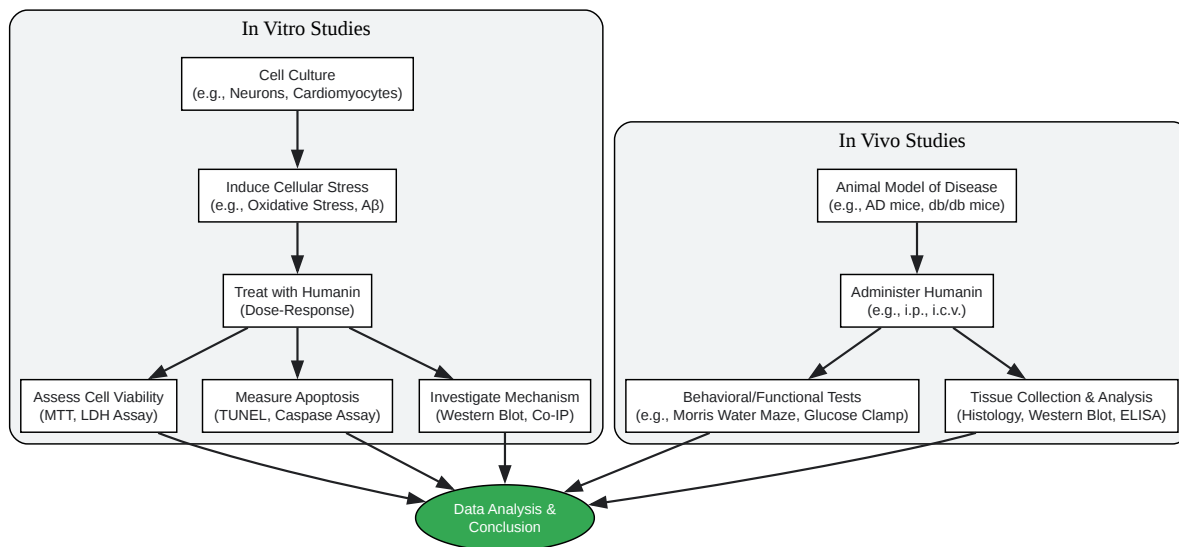 In Vitro Studies
Cell Culture
(e.g., Neurons, Cardiomyocytes)
Induce Cellular Stress
(e.g., Oxidative Stress, Aβ)
Treat with Humanin
(Dose-Response)
Assess Cell Viability
(MTT, LDH Assay)
Measure Apoptosis
(TUNEL, Caspase Assay)
Investigate Mechanism
(Western Blot, Co-IP)
In Vivo Studies
Animal Model of Disease
(e.g., AD mice, db/db mice)
Administer Humanin
(e.g., i.p., i.c.v.)
Behavioral/Functional Tests
(e.g., Morris Water Maze, Glucose Clamp)
Tissue Collection & Analysis
(Histology, Western Blot, ELISA)
Data Analysis &
Conclusion